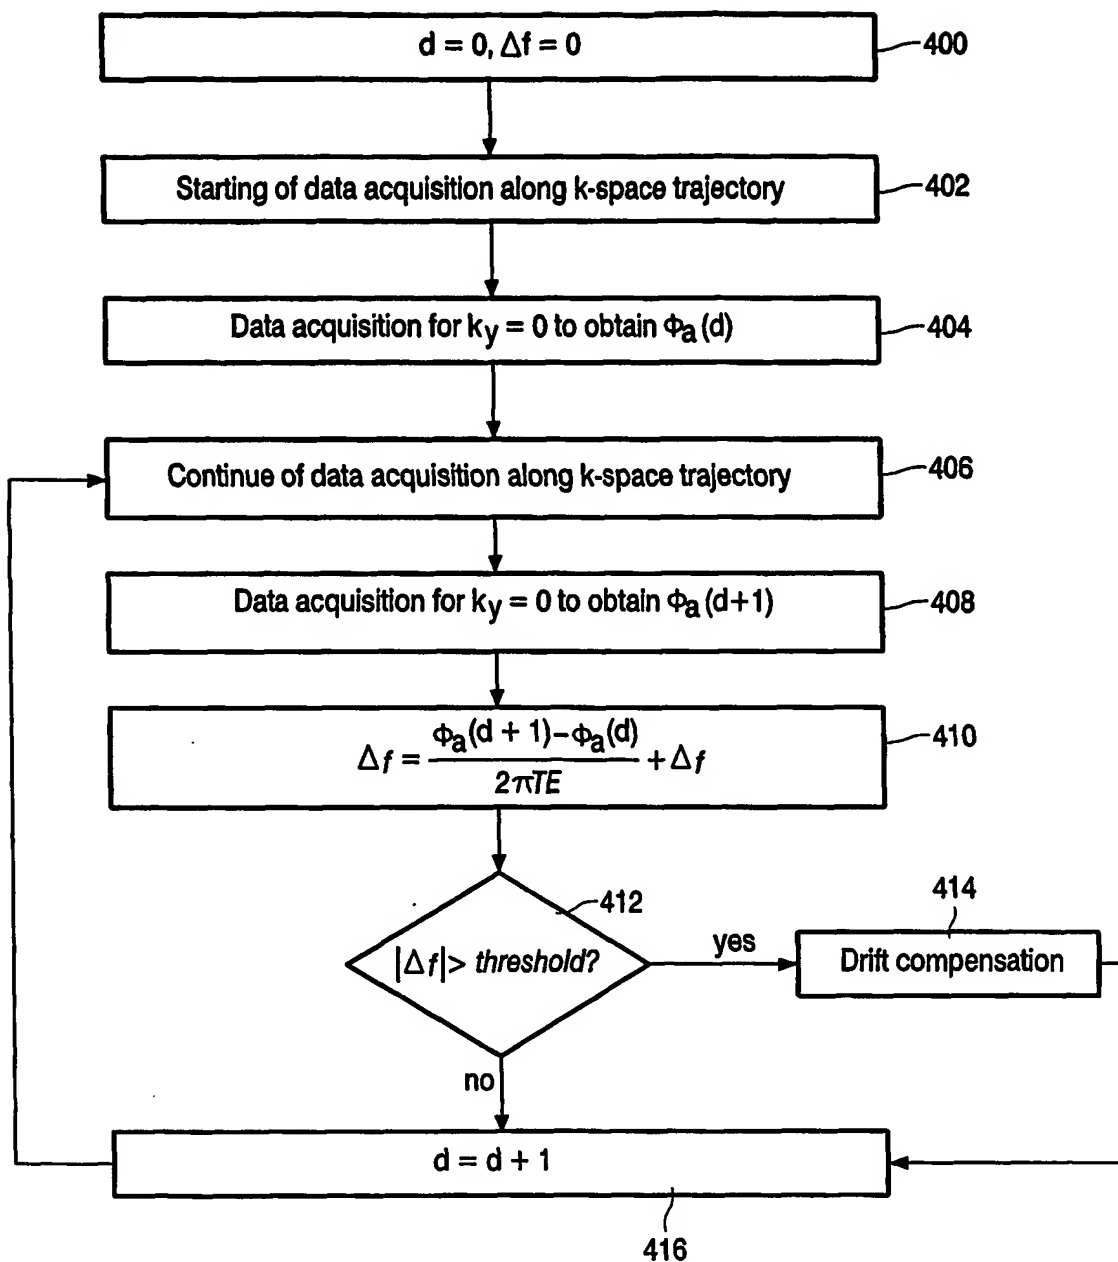 d = 0, Δf = 0
400
Starting of data acquisition along k-space trajectory
402
Data acquisition for ky = 0 to obtain Φa (d)
404
Continue of data acquisition along k-space trajectory
406
Data acquisition for ky = 0 to obtain Φa (d+1)
408
Δf = Φa(d + 1) – Φa(d) / 2πTE + Δf
410
412
|Δf| > threshold?
yes
414
Drift compensation
no
d = d + 1
416